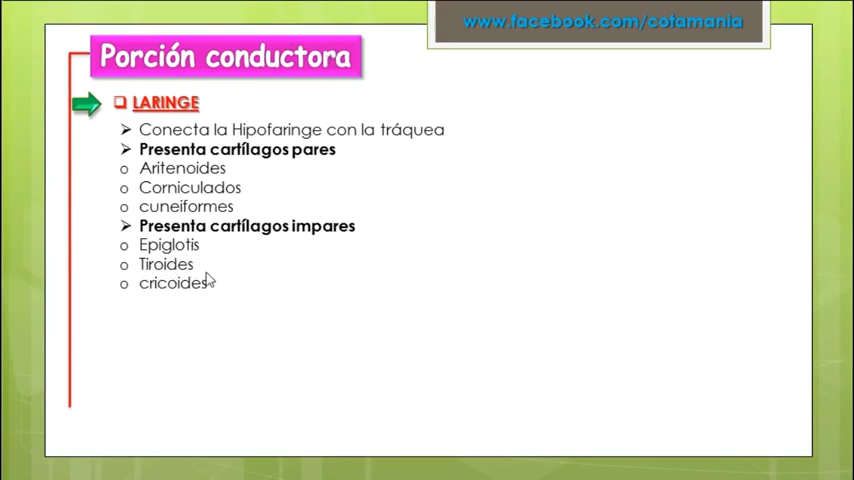 www.facebook.com/cotamania
Porción conductora
LARINGE
Conecta la Hipofaringe con la tráquea
Presenta cartílagos pares
Aritenoides
Corniculados
cuneiformes
Presenta cartílagos impares
Epiglotis
Tiroides
cricoides